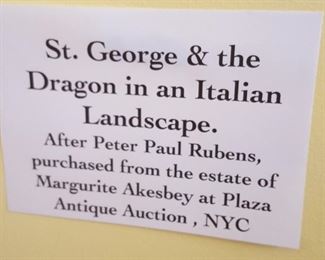 St. George & the
Dragon in an Italian
Landscape.
After Peter Paul Rubens,
purchased from the estate of
Margurite Akesbey at Plaza
Antique Auction , NYC